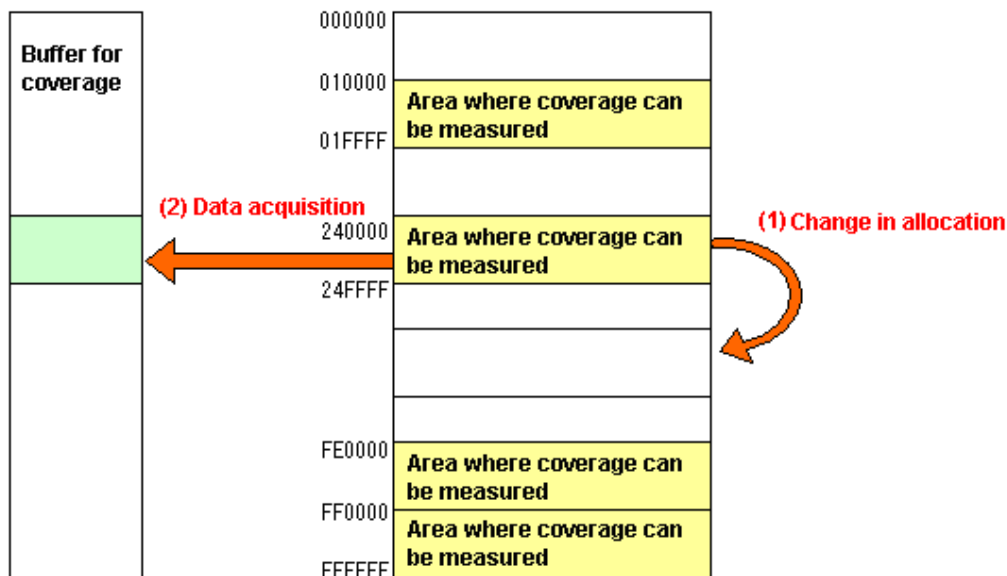 000000
Buffer for
coverage
010000
Area where coverage can
be measured
01FFFF
(2) Data acquisition
240000
Area where coverage can
be measured
(1) Change in allocation
24FFFF
FE0000
Area where coverage can
be measured
FF0000
Area where coverage can
be measured
FFFFFF